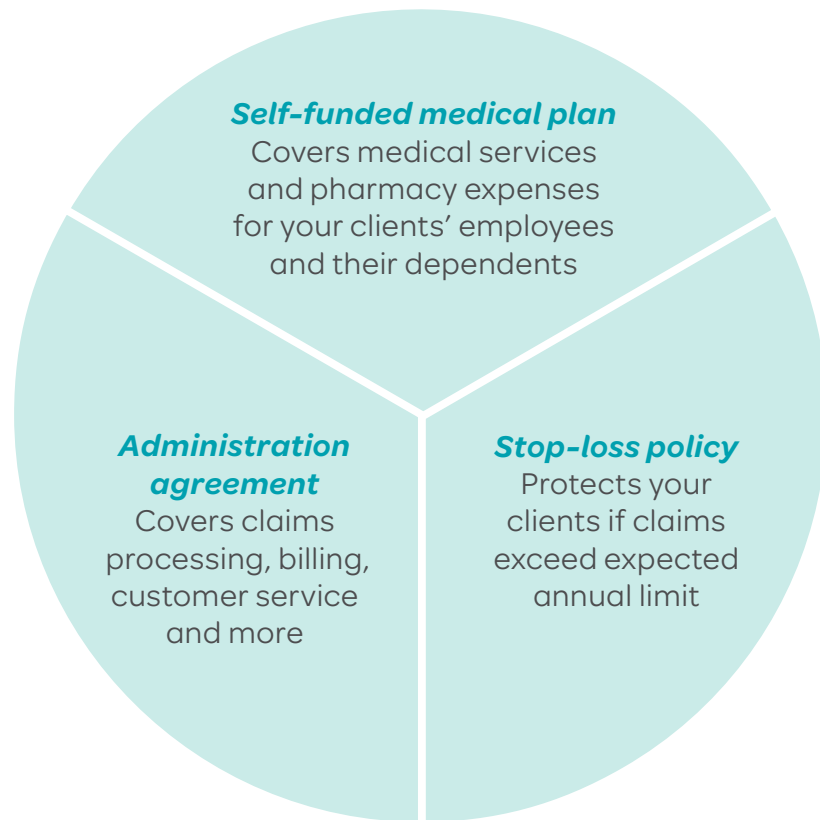 Self-funded medical plan
Covers medical services
and pharmacy expenses
for your clients’ employees
and their dependents
Administration
agreement
Covers claims
processing, billing,
customer service
and more
Stop-loss policy
Protects your
clients if claims
exceed expected
annual limit